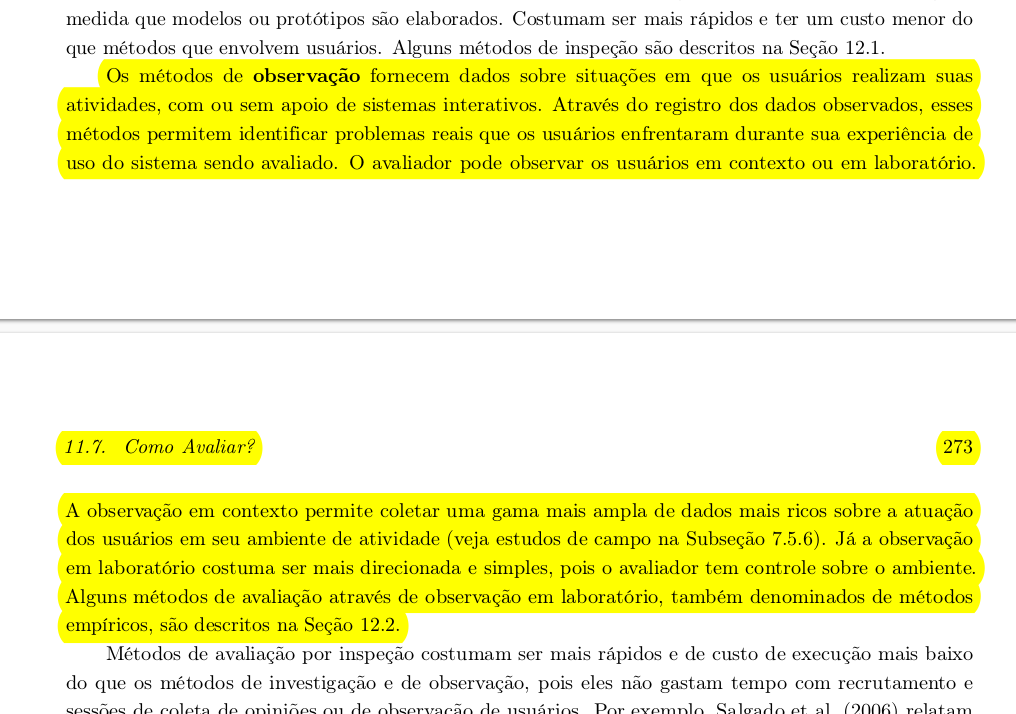 medida que modelos ou protótipos são elaborados. Costumam ser mais rápidos e ter um custo menor do
que métodos que envolvem usuários. Alguns métodos de inspeção são descritos na Seção 12.1.
Os métodos de observação fornecem dados sobre situações em que os usuários realizam suas
atividades, com ou sem apoio de sistemas interativos. Através do registro dos dados observados, esses
métodos permitem identificar problemas reais que os usuários enfrentaram durante sua experiência de
uso do sistema sendo avaliado. O avaliador pode observar os usuários em contexto ou em laboratório.
11.7. Como Avaliar? 273
A observação em contexto permite coletar uma gama mais ampla de dados mais ricos sobre a atuação
dos usuários em seu ambiente de atividade (veja estudos de campo na Subseção 7.5.6). Já a observação
em laboratório costuma ser mais direcionada e simples, pois o avaliador tem controle sobre o ambiente.
Alguns métodos de avaliação através de observação em laboratório, também denominados de métodos
empíricos, são descritos na Seção 12.2.
Métodos de avaliação por inspeção costumam ser mais rápidos e de custo de execução mais baixo
do que os métodos de investigação e de observação, pois eles não gastam tempo com recrutamento e
sessões de coleta de opiniões ou de observação de usuários. Por exemplo, Salgado et al. (2006) relatam